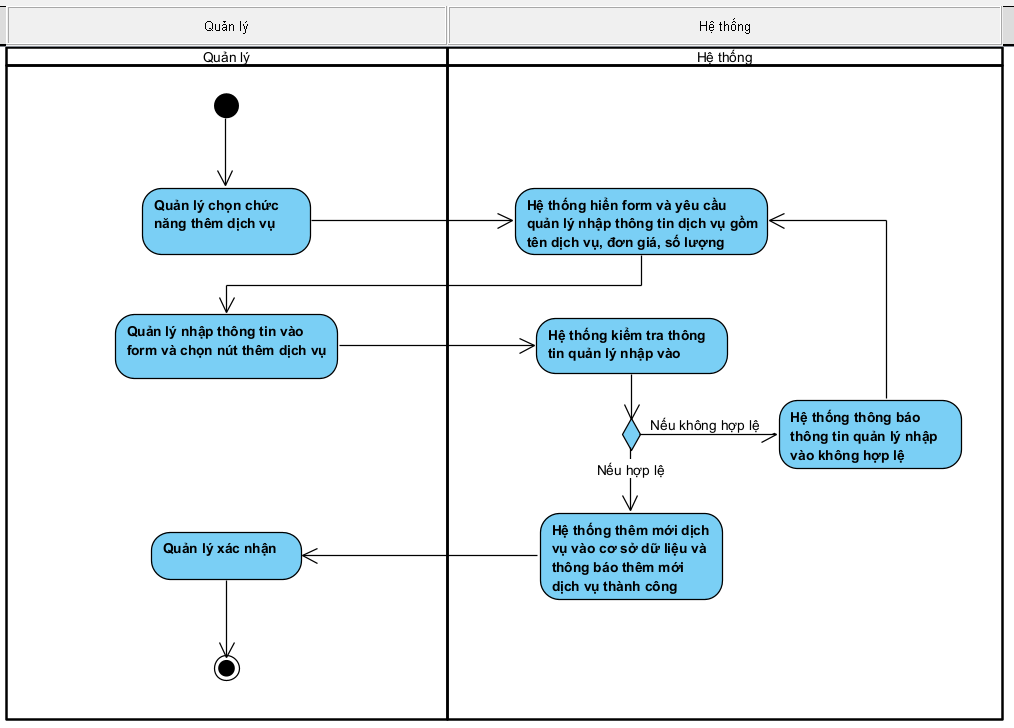 Quản lý
Hệ thống
Quản lý
Hệ thống
Quản lý chọn chức
năng thêm dịch vụ
Hệ thống hiển form và yêu cầu
quản lý nhập thông tin dịch vụ gồm
tên dịch vụ, đơn giá, số lượng
Quản lý nhập thông tin vào
form và chọn nút thêm dịch vụ
Hệ thống kiểm tra thông
tin quản lý nhập vào
Nếu không hợp lệ
Hệ thống thông báo
thông tin quản lý nhập
vào không hợp lệ
Nếu hợp lệ
Hệ thống thêm mới dịch
vụ vào cơ sở dữ liệu và
thông báo thêm mới
dịch vụ thành công
Quản lý xác nhận